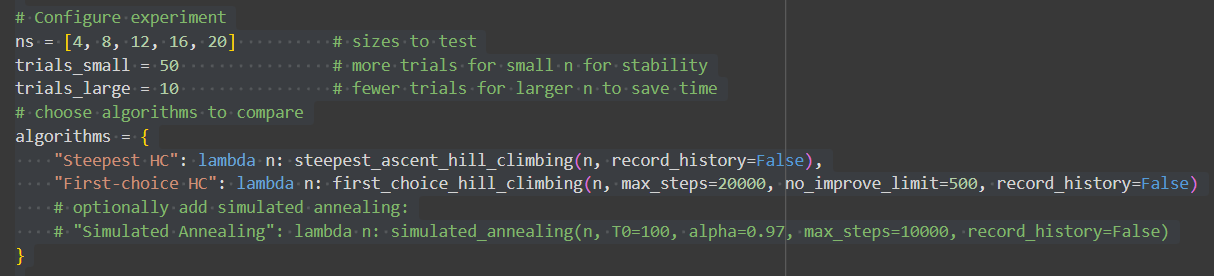 # Configure experiment
ns = [4, 8, 12, 16, 20]          # sizes to test
trials_small = 50                # more trials for small n for stability
trials_large = 10                # fewer trials for larger n to save time
# choose algorithms to compare
algorithms = {
    "Steepest HC": lambda n: steepest_ascent_hill_climbing(n, record_history=False),
    "First-choice HC": lambda n: first_choice_hill_climbing(n, max_steps=20000, no_improve_limit=500, record_history=False)
    # optionally add simulated annealing:
    # "Simulated Annealing": lambda n: simulated_annealing(n, T0=100, alpha=0.97, max_steps=10000, record_history=False)
}